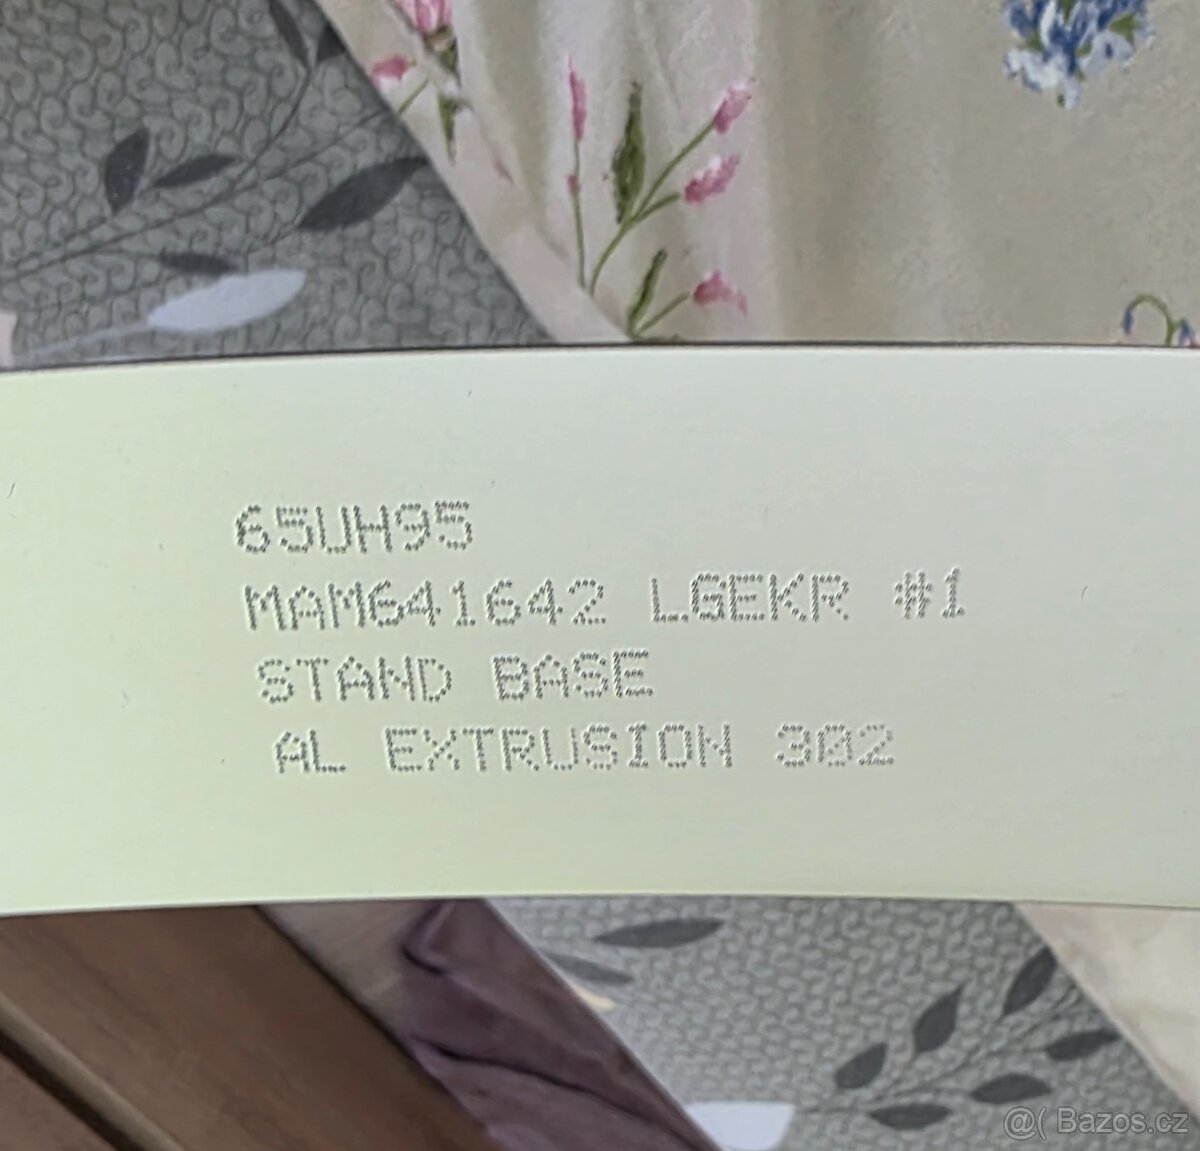 65UH95
MAM641642 LGEKR #1
STAND BASE
AL EXTRUSION 302
@( Bazos.cz